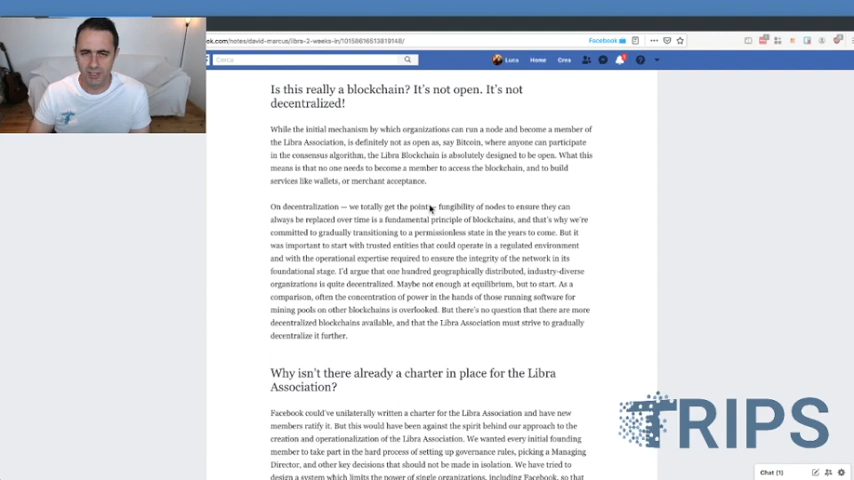 ek.com/notes/david-marcus/libra-2-weeks-in/10158616513819148/
Facebook
Cerca
Luca
Home
Crea
Is this really a blockchain? It's not open. It's not
decentralized!
While the initial mechanism by which organizations can run a node and become a member of
the Libra Association, is definitely not as open as, say Bitcoin, where anyone can participate
in the consensus algorithm, the Libra Blockchain is absolutely designed to be open. What this
means is that no one needs to become a member to access the blockchain, and to build
services like wallets, or merchant acceptance.
On decentralization — we totally get the point — fungibility of nodes to ensure they can
always be replaced over time is a fundamental principle of blockchains, and that's why we're
committed to gradually transitioning to a permissionless state in the years to come. But it
was important to start with trusted entities that could operate in a regulated environment
and with the operational expertise required to ensure the integrity of the network in its
foundational stage. I'd argue that one hundred geographically distributed, industry-diverse
organizations is quite decentralized. Maybe not enough at equilibrium, but to start. As a
comparison, often the concentration of power in the hands of those running software for
mining pools on other blockchains is overlooked. But there's no question that there are more
decentralized blockchains available, and that the Libra Association must strive to gradually
decentralize it further.
Why isn't there already a charter in place for the Libra
Association?
Facebook could've unilaterally written a charter for the Libra Association and have new
members ratify it. But this would have been against the spirit behind our approach to the
creation and operationalization of the Libra Association. We wanted every initial founding
member to take part in the hard process of setting up governance rules, picking a Managing
Director, and other key decisions that should not be made in isolation. We have tried to
design a system which limits the power of single organizations, including Facebook, so that
TRIPS
Chat (1)